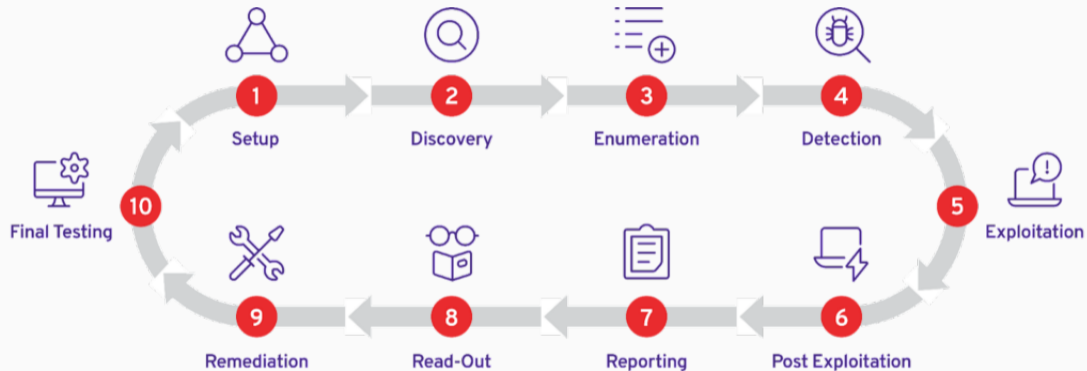 1
Setup
2
Discovery
3
Enumeration
4
Detection
5
Exploitation
6
Post Exploitation
7
Reporting
8
Read-Out
9
Remediation
10
Final Testing